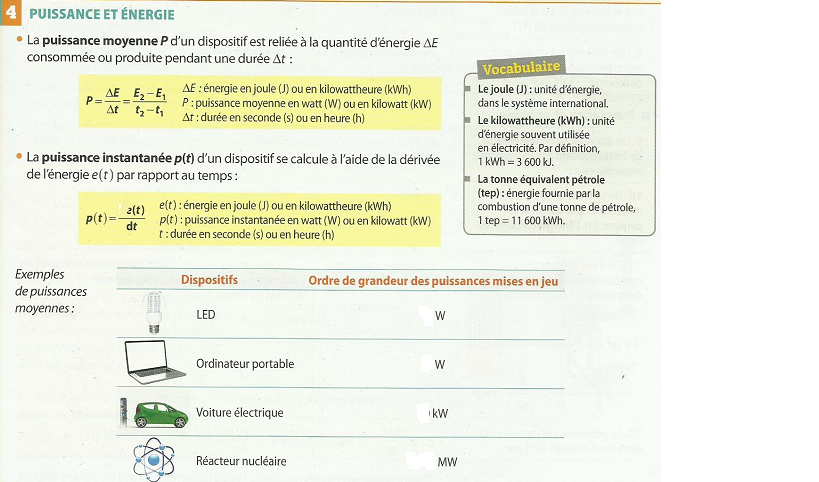 4 PUISSANCE ET ÉNERGIE
• La puissance moyenne P d'un dispositif est reliée à la quantité d'énergie ΔE
consommée ou produite pendant une durée Δt :
P = ΔE/Δt = (E₂ – E₁)/(t₂ – t₁)
ΔE : énergie en joule (J) ou en kilowattheure (kWh)
P : puissance moyenne en watt (W) ou en kilowatt (kW)
Δt : durée en seconde (s) ou en heure (h)
• La puissance instantanée p(t) d'un dispositif se calcule à l'aide de la dérivée
de l'énergie e(t) par rapport au temps :
p(t) = e(t)/dt
e(t) : énergie en joule (J) ou en kilowattheure (kWh)
p(t) : puissance instantanée en watt (W) ou en kilowatt (kW)
t : durée en seconde (s) ou en heure (h)
Vocabulaire
Le joule (J) : unité d'énergie,
dans le système international.
Le kilowattheure (kWh) : unité
d'énergie souvent utilisée
en électricité. Par définition,
1 kWh = 3 600 kJ.
La tonne équivalent pétrole
(tep) : énergie fournie par la
combustion d'une tonne de pétrole,
1 tep = 11 600 kWh.
Exemples
de puissances
moyennes :
Dispositifs Ordre de grandeur des puissances mises en jeu
LED W
Ordinateur portable W
Voiture électrique kW
Réacteur nucléaire MW